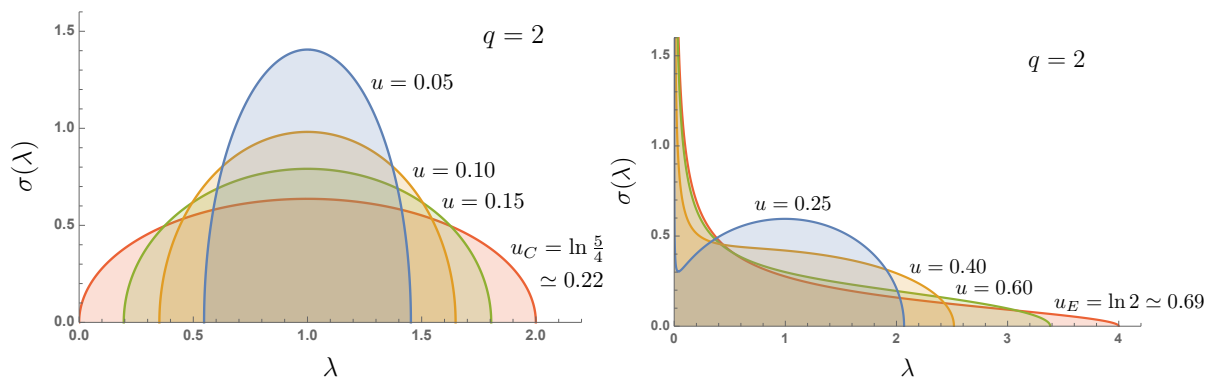 q = 2
u = 0.05
u = 0.10
u = 0.15
u_C = ln 5/4
≃ 0.22
σ(λ)
0.0
0.5
1.0
1.5
0.0 0.5 1.0 1.5 2.0
λ
q = 2
u = 0.25
u = 0.40
u = 0.60
u_E = ln 2 ≃ 0.69
σ(λ)
0.0
0.5
1.0
1.5
0 1 2 3 4
λ